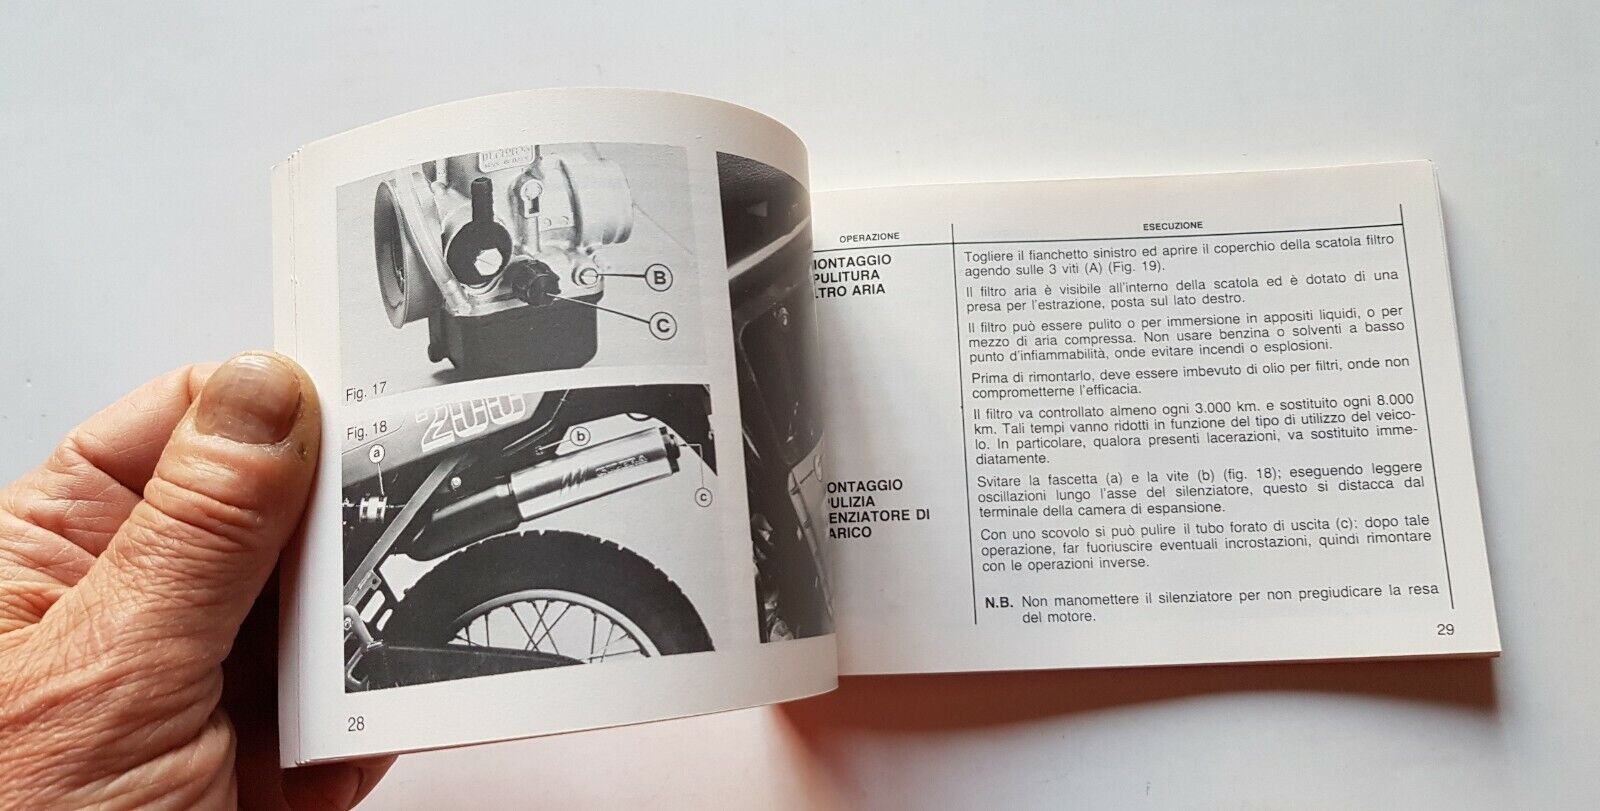 DELL'ORTO
MADE IN ITALY
B
C
Fig. 17
Fig. 18
a
b
c
28
OPERAZIONE
ESECUZIONE
MONTAGGIO
PULITURA
LTRO ARIA
Togliere il fianchetto sinistro ed aprire il coperchio della scatola filtro
agendo sulle 3 viti (A) (Fig. 19).
Il filtro aria è visibile all'interno della scatola ed è dotato di una
presa per l'estrazione, posta sul lato destro.
Il filtro può essere pulito o per immersione in appositi liquidi, o per
mezzo di aria compressa. Non usare benzina o solventi a basso
punto d'infiammabilità, onde evitare incendi o esplosioni.
Prima di rimontarlo, deve essere imbevuto di olio per filtri, onde non
comprometterne l'efficacia.
Il filtro va controllato almeno ogni 3.000 km. e sostituito ogni 8.000
km. Tali tempi vanno ridotti in funzione del tipo di utilizzo del veico-
lo. In particolare, qualora presenti lacerazioni, va sostituito imme-
diatamente.
ONTAGGIO
ULIZIA
ENZIATORE DI
ARICO
Svitare la fascetta (a) e la vite (b) (fig. 18); eseguendo leggere
oscillazioni lungo l'asse del silenziatore, questo si distacca dal
terminale della camera di espansione.
Con uno scovolo si può pulire il tubo forato di uscita (c): dopo tale
operazione, far fuoriuscire eventuali incrostazioni, quindi rimontare
con le operazioni inverse.
N.B. Non manomettere il silenziatore per non pregiudicare la resa
del motore.
29